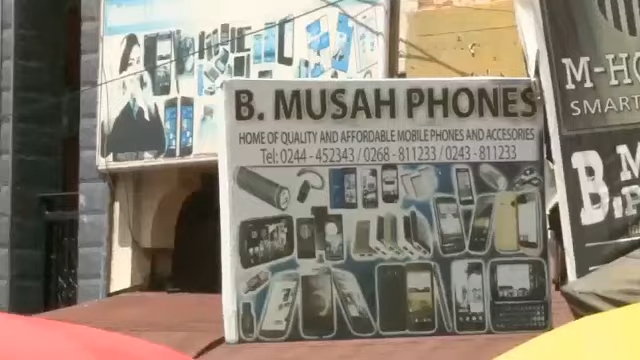 B. MUSAH PHONES
HOME OF QUALITY AND AFFORDABLE MOBILE PHONES AND ACCESORIES
Tel: 0244 - 452343 / 0268 - 811233 / 0243 - 811233
M-HO
SMART
B. M